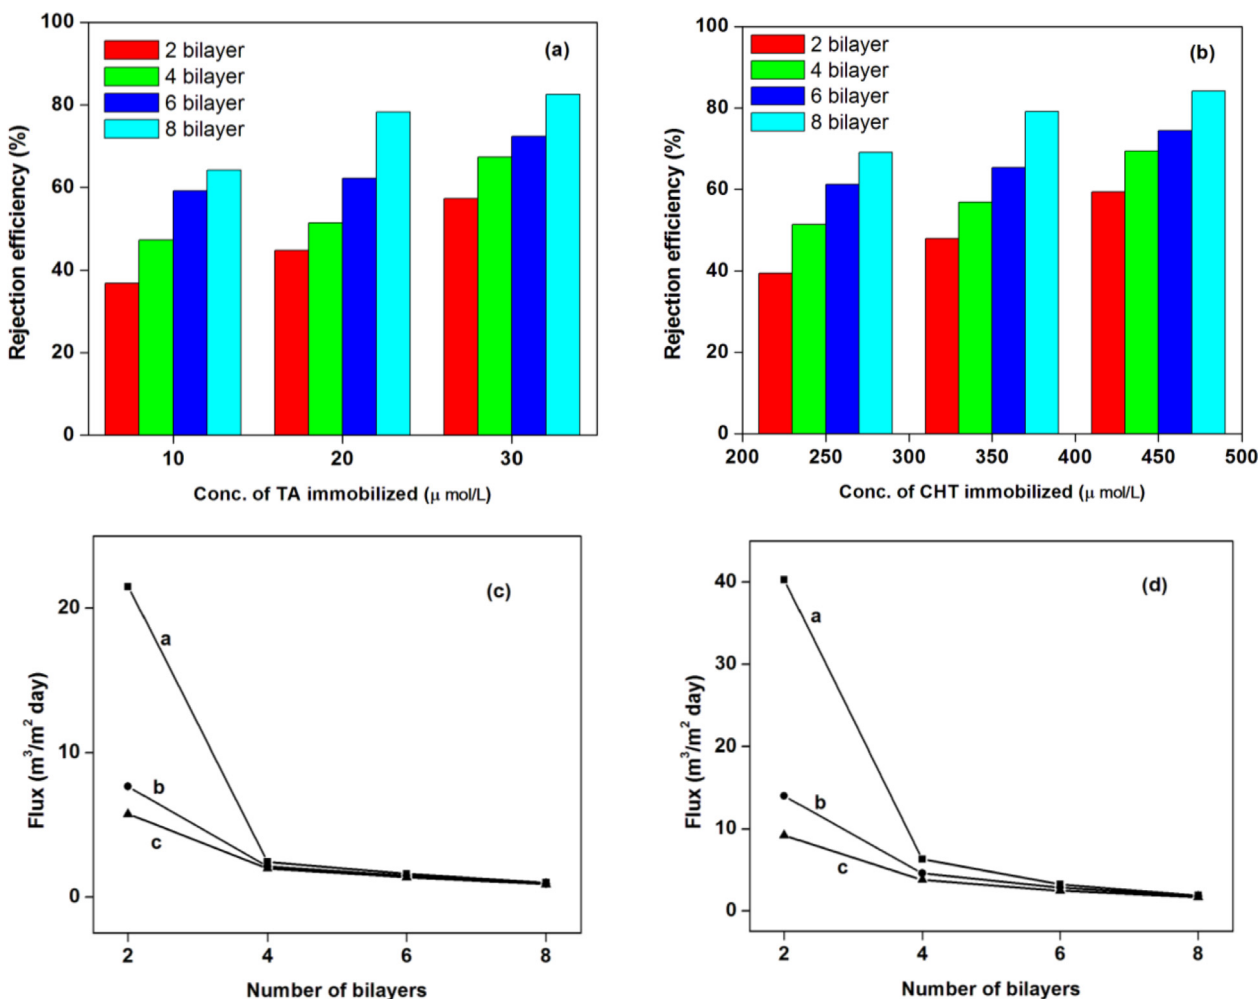 100
80
60
40
20
0
Rejection efficiency (%)
2 bilayer
4 bilayer
6 bilayer
8 bilayer
(a)
10 20 30
Conc. of TA immobilized (μ mol/L)
100
80
60
40
20
0
Rejection efficiency (%)
2 bilayer
4 bilayer
6 bilayer
8 bilayer
(b)
200 250 300 350 400 450 500
Conc. of CHT immobilized (μ mol/L)
20
10
0
Flux (m³/m² day)
(c)
a
b
c
2 4 6 8
Number of bilayers
40
30
20
10
0
Flux (m³/m² day)
(d)
a
b
c
2 4 6 8
Number of bilayers